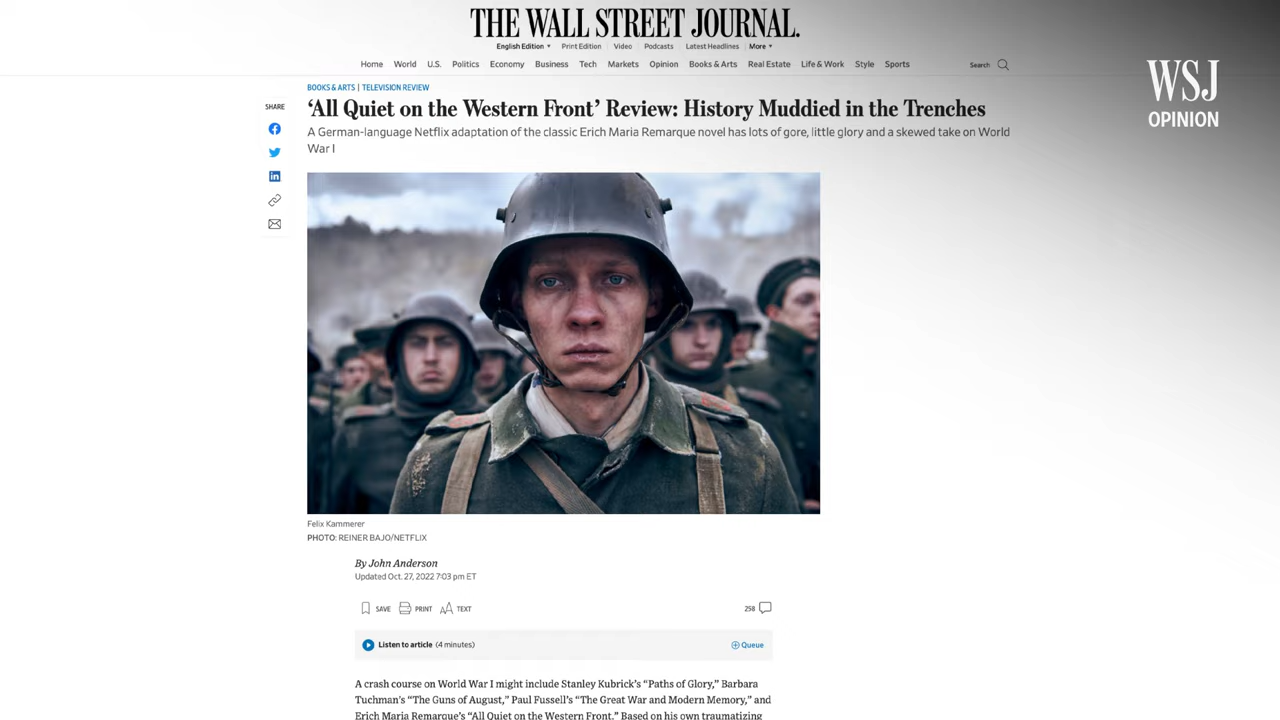 THE WALL STREET JOURNAL.
English Edition Print Edition Video Podcasts Latest Headlines More
Home World U.S. Politics Economy Business Tech Markets Opinion Books & Arts Real Estate Life & Work Style Sports Search
WSJ
OPINION
BOOKS & ARTS | TELEVISION REVIEW
SHARE
‘All Quiet on the Western Front’ Review: History Muddied in the Trenches
A German-language Netflix adaptation of the classic Erich Maria Remarque novel has lots of gore, little glory and a skewed take on World
War I
Felix Kammerer
PHOTO: REINER BAJO/NETFLIX
By John Anderson
Updated Oct. 27, 2022 7:03 pm ET
SAVE PRINT AA TEXT 258
Listen to article (4 minutes) Queue
A crash course on World War I might include Stanley Kubrick’s “Paths of Glory,” Barbara
Tuchman’s “The Guns of August,” Paul Fussell’s “The Great War and Modern Memory,” and
Erich Maria Remarque’s “All Quiet on the Western Front.” Based on his own traumatizing